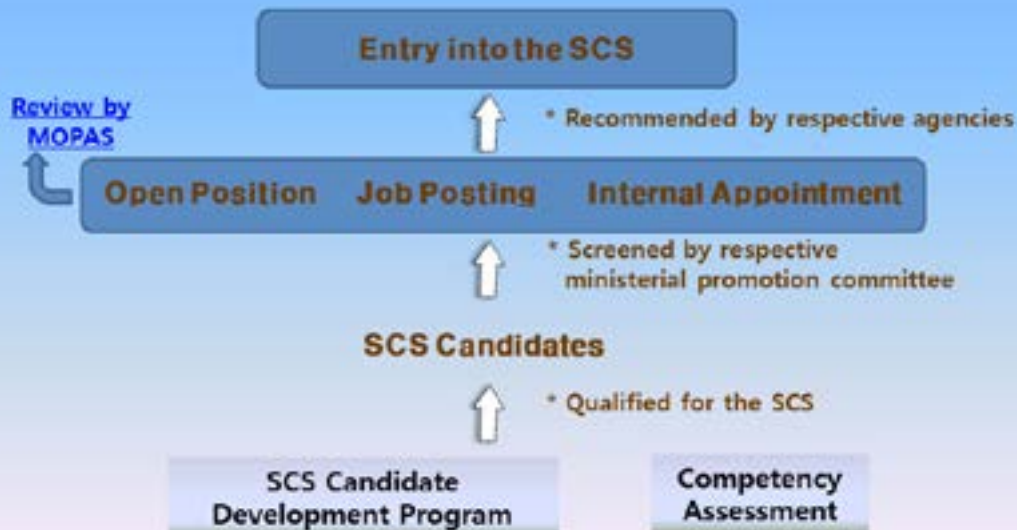 Entry into the SCS
Review by
MOPAS
* Recommended by respective agencies
Open Position Job Posting Internal Appointment
* Screened by respective
ministerial promotion committee
SCS Candidates
* Qualified for the SCS
SCS Candidate
Development Program
Competency
Assessment